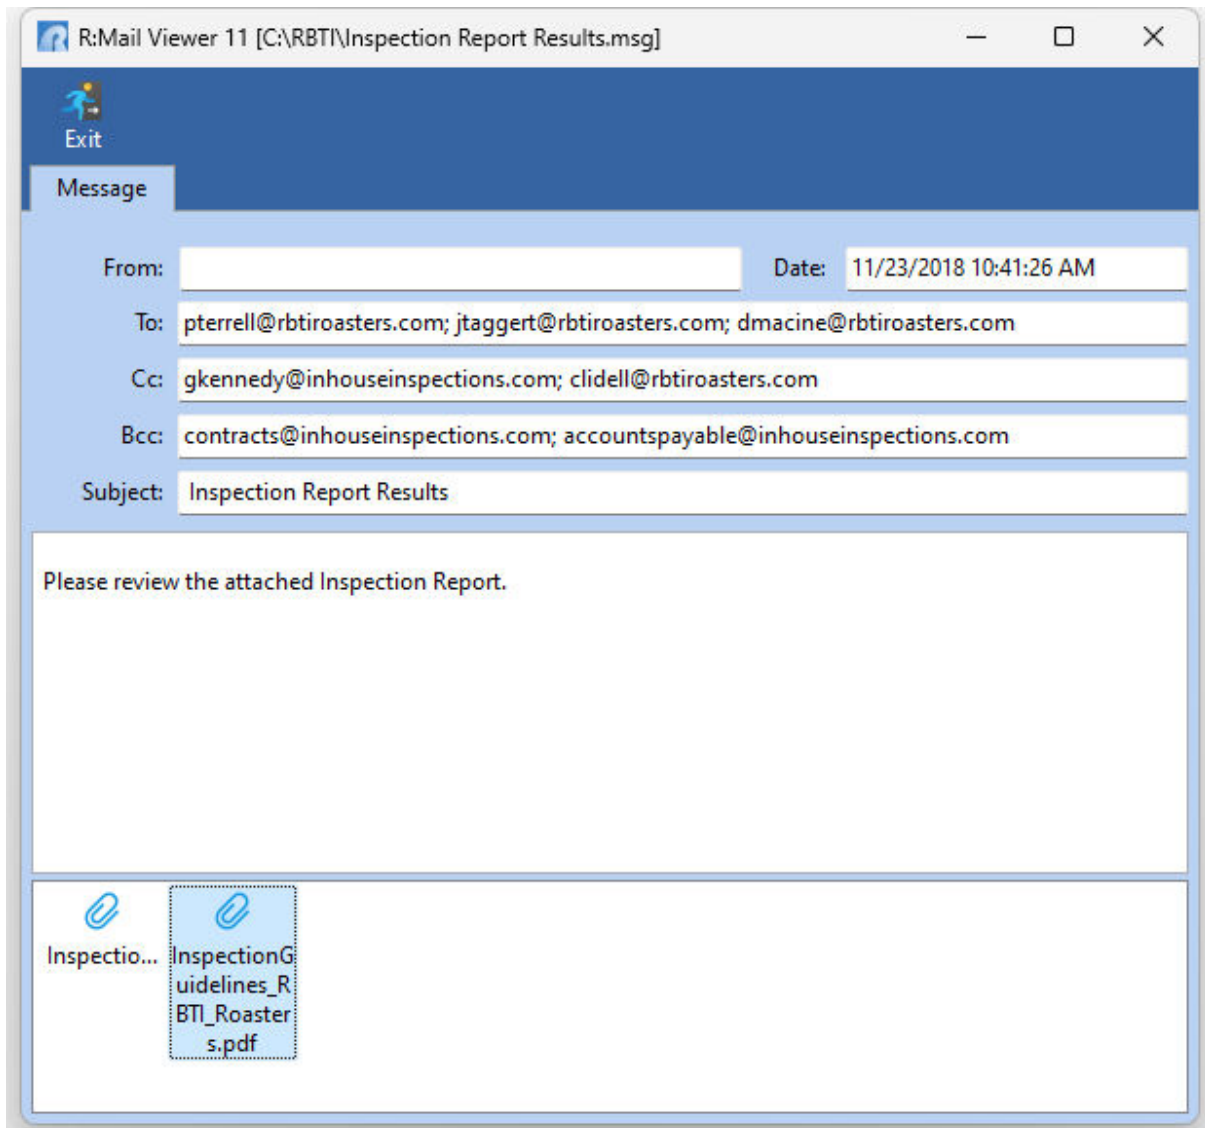 R:Mail Viewer 11 [C:\RBTI\Inspection Report Results.msg]
Exit
Message
From:
Date: 11/23/2018 10:41:26 AM
To: pterrell@rbtiroasters.com; jtaggert@rbtiroasters.com; dmacine@rbtiroasters.com
Cc: gkennedy@inhouseinspections.com; clidell@rbtiroasters.com
Bcc: contracts@inhouseinspections.com; accountspayable@inhouseinspections.com
Subject: Inspection Report Results
Please review the attached Inspection Report.
Inspectio...
InspectionG
uidelines_R
BTI_Roaster
s.pdf